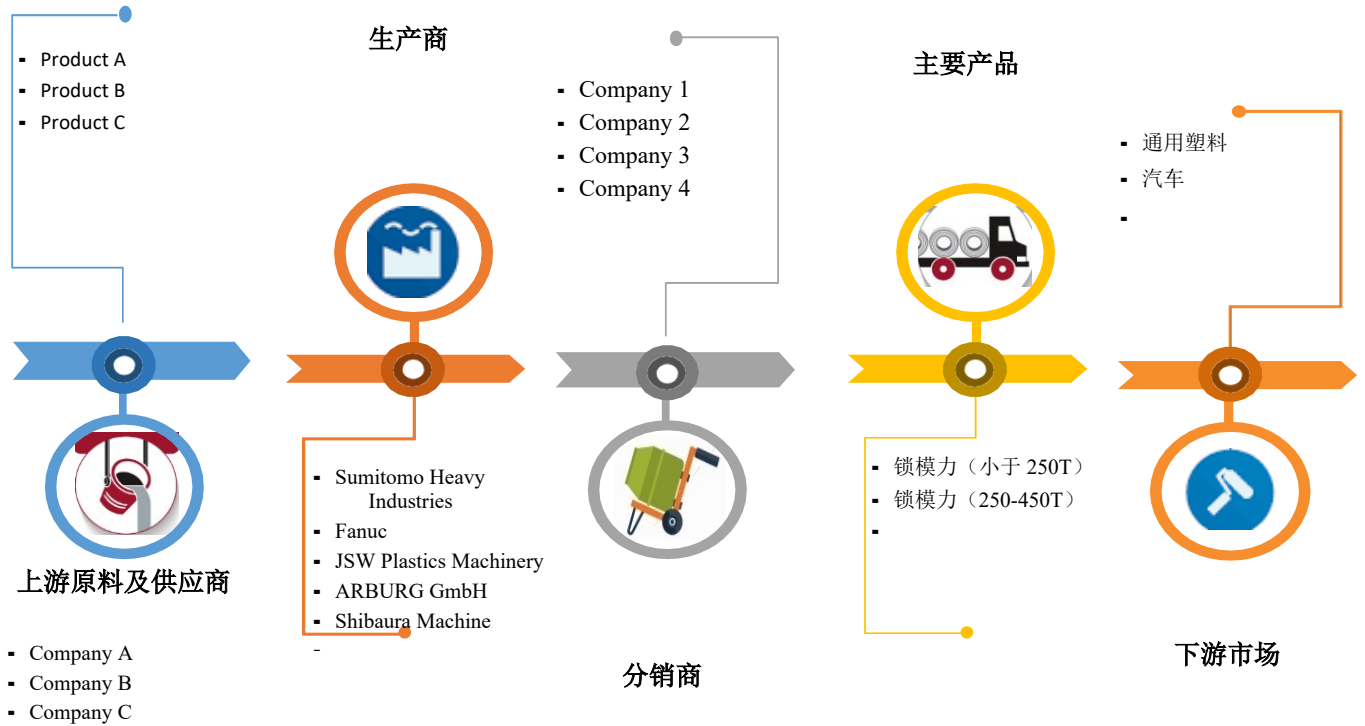 - Product A
- Product B
- Product C
上游原料及供应商
- Company A
- Company B
- Company C
生产商
- Sumitomo Heavy
Industries
- Fanuc
- JSW Plastics Machinery
- ARBURG GmbH
- Shibaura Machine
-
- Company 1
- Company 2
- Company 3
- Company 4
分销商
主要产品
- 锁模力（小于 250T）
- 锁模力（250-450T）
-
- 通用塑料
- 汽车
-
下游市场